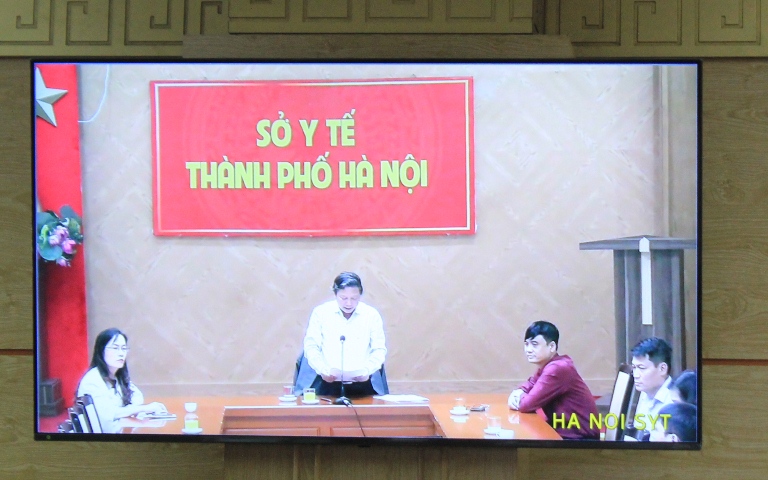 SỞ Y TẾ
THÀNH PHỐ HÀ NỘI
HA NOI SYT